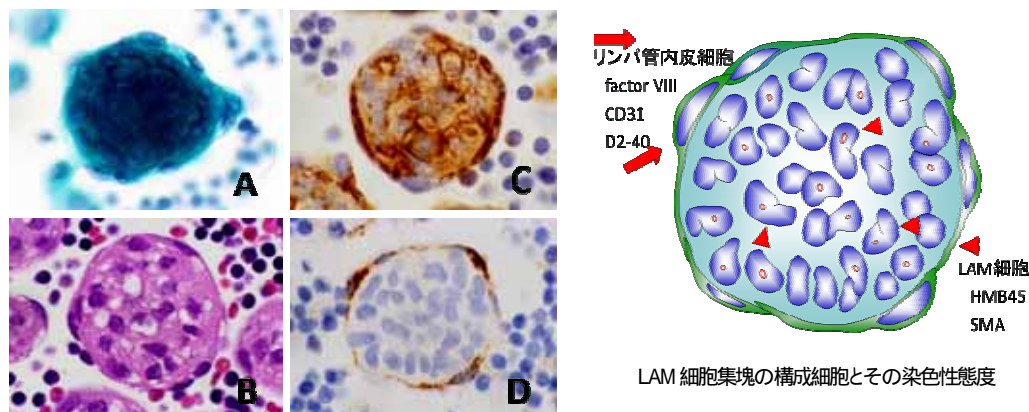 A
C
B
D
リンパ管内皮細胞
factor VIII
CD31
D2-40
LAM細胞
HMB45
SMA
LAM 細胞集塊の構成細胞とその染色性態度